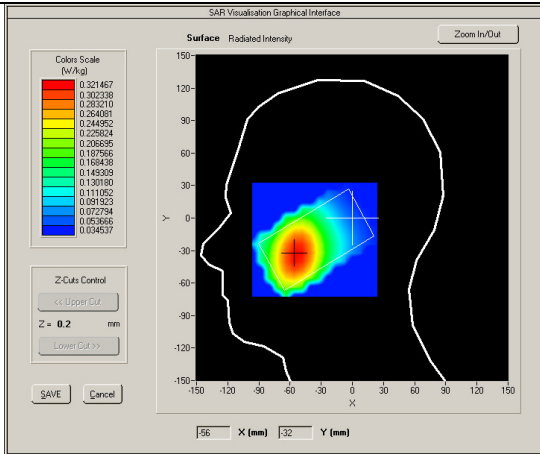 SAR Visualisation Graphical Interface
Surface Radiated Intensity
Zoom In/Out
Colors Scale
(W/kg)
0.321467
0.302338
0.283210
0.264081
0.244952
0.225824
0.206695
0.187566
0.168438
0.149309
0.130180
0.111052
0.091923
0.072794
0.053666
0.034537
Z-Cuts Control
<< Upper Cut
Z = 0.2 mm
Lower Cut >>
SAVE Cancel
Y
150-
120-
90-
60-
30-
0-
-30-
-60-
-90-
-120-
-150-
-150 -120 -90 -60 -30 0 30 60 90 120 150
X
-56 X (mm) -32 Y (mm)